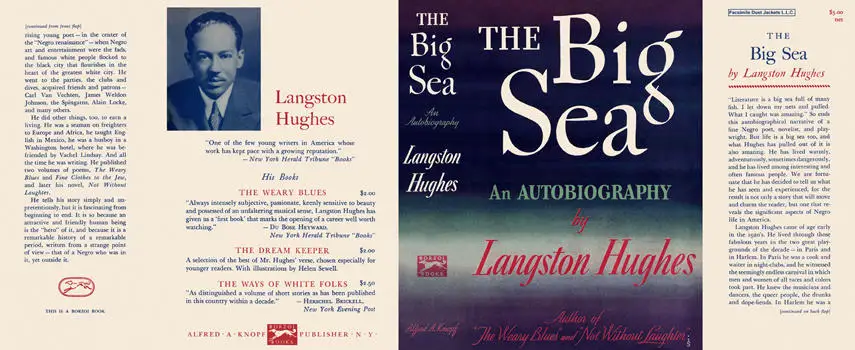 [continued from front flap]
rising young poet—in the center of
the "Negro renaissance"—when Negro
art and entertainment were the fads,
and famous white people flocked to
the black city that flourishes in the
heart of the greatest white city. He
went to the parties, the clubs and
dives, acquired friends and patrons—
Carl Van Vechten, James Weldon
Johnson, the Spingarns, Alain Locke,
and many others.
He did other things, too, in earn a
living. He was a seaman on freighters
to Europe and Africa, he taught Eng-
lish in Mexico, he was a busboy in a
Washington hotel, where he was be-
friended by Vachel Lindsay. And all
the time he was writing. He published
two volumes of poems, The Weary
Blues and Fine Clothes to the Jew,
and later his novel, Not Without
Laughter.
He tells his story simply and un-
pretentiously, but it is fascinating from
beginning to end. It is so because an
attractive and friendly human being
is the "hero" of it, and because it is a
remarkable history of a remarkable
period, written from a strange point
of view—that of a Negro who was in
it, yet outside it.
THIS IS A BORZOI BOOK
Langston
Hughes
"One of the few young writers in America whose
work has kept pace with a growing reputation."
—New York Herald Tribune "Books"
His Books
THE WEARY BLUES $2.00
"Always intensely subjective, passionate, keenly sensitive to beauty
and possessed of an unfaltering musical sense, Langston Hughes has
given us a 'first book' that marks the opening of a career well worth
watching." —Du Bose Heyward,
New York Herald Tribune "Books"
THE DREAM KEEPER $2.00
A selection of the best of Mr. Hughes' verse, chosen especially for
younger readers. With illustrations by Helen Sewell.
THE WAYS OF WHITE FOLKS $2.50
"As distinguished a volume of short stories as has been published
in this country within a decade." —Herschel Brickell,
New York Evening Post
ALFRED · A · KNOPF BORZOI BOOKS PUBLISHER · N · Y ·
THE
Big
Sea
An
Autobiography
Langston
Hughes
BORZOI
BOOKS
Alfred A. Knopf
THE Big
Sea
An AUTOBIOGRAPHY
by
Langston Hughes
Author of
"The Weary Blues" and "Not Without Laughter"
Facsimile Dust Jackets L.L.C.
$3.00
net
THE
Big Sea
by Langston Hughes
"Literature is a big sea full of many
fish. I let down my nets and pulled.
What I caught was amazing." So ends
this autobiographical narrative of a
fine Negro poet, novelist, and play-
wright. But life is a big sea too, and
what Hughes has pulled out of it is
also amazing. He has lived warmly,
adventurously, sometimes dangerously,
and he has lived among interesting and
often famous people. We are fortu-
nate that he has decided to tell us what
he has seen and experienced, for the
result is not only a story that will move
and charm the reader, but one that re-
veals the significant aspects of Negro
life in America.
Langston Hughes came of age early
in the 1920's. He lived through those
fabulous years in the two great play-
grounds of the decade—in Paris and
in Harlem. In Paris he was a cook and
waiter in night-clubs, and he witnessed
the seemingly endless carnival in which
men and women of all races and colors
took part. He knew the musicians and
dancers, the queer people, the drunks
and dope-fiends. In Harlem he was a
[continued on back flap]